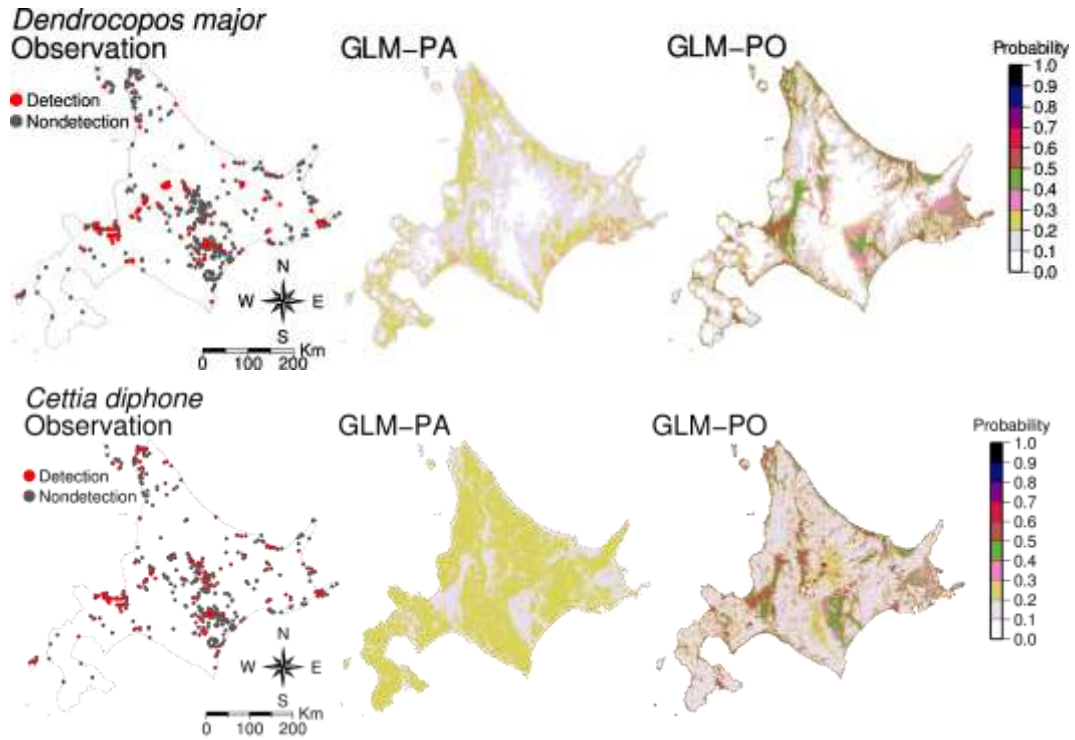 Dendrocopos major
Observation
GLM-PA
GLM-PO
Probability
Detection
Nondetection
1.0
0.9
0.8
0.7
0.6
0.5
0.4
0.3
0.2
0.1
0.0
N
W E
S
Km
0 100 200
Cettia diphone
Observation
GLM-PA
GLM-PO
Probability
Detection
Nondetection
1.0
0.9
0.8
0.7
0.6
0.5
0.4
0.3
0.2
0.1
0.0
N
W E
S
Km
0 100 200